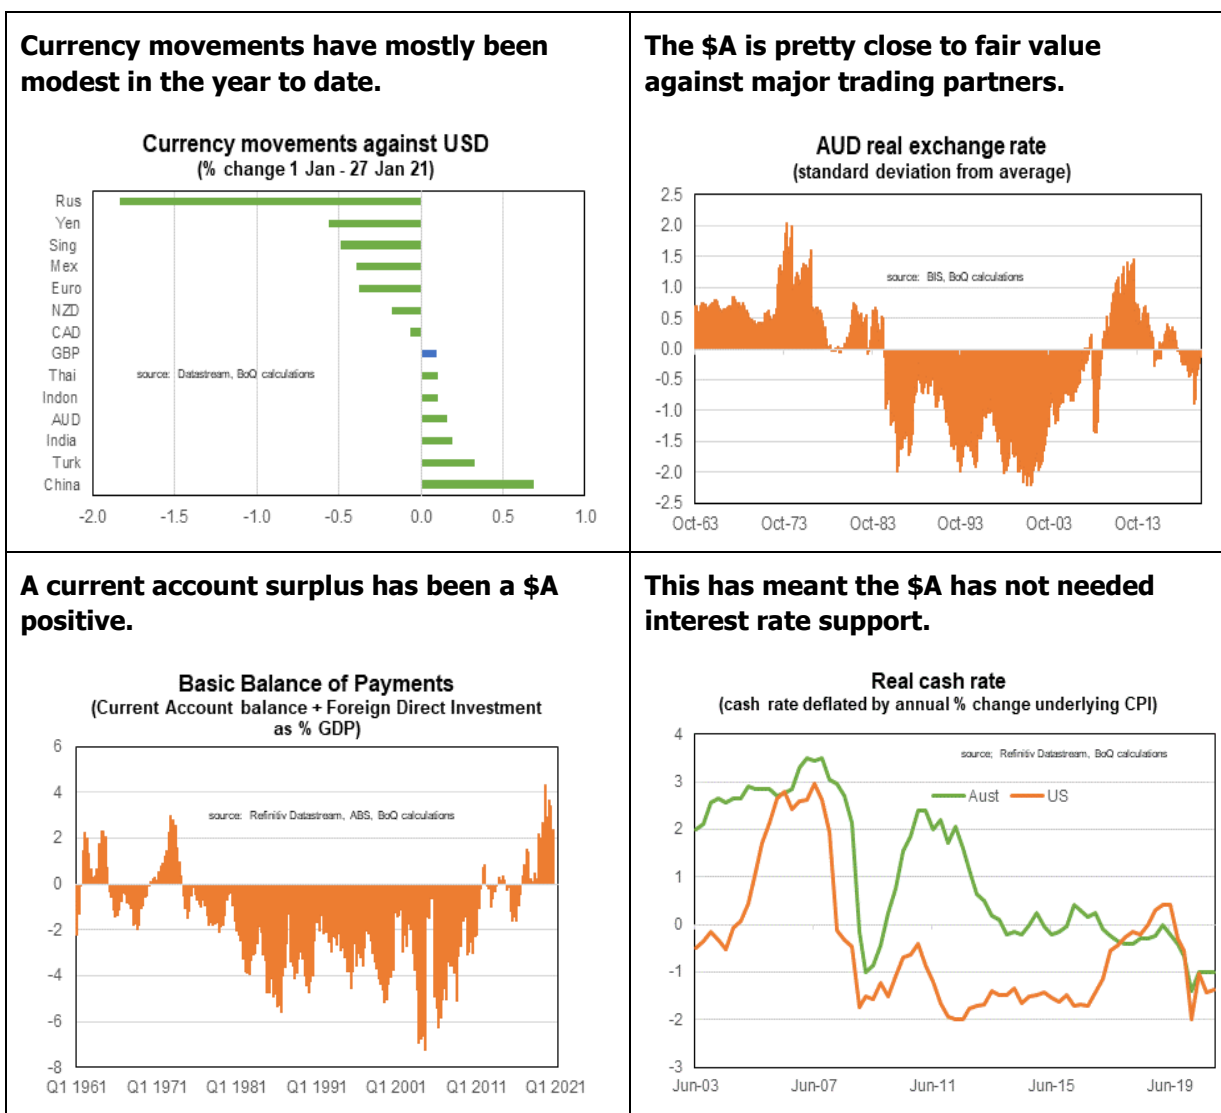 Currency movements have mostly been
modest in the year to date.
Currency movements against USD
(% change 1 Jan - 27 Jan 21)
Rus
Yen
Sing
Mex
Euro
NZD
CAD
GBP
Thai
Indon
AUD
India
Turk
China
source: Datastream, BoQ calculations
-2.0 -1.5 -1.0 -0.5 0.0 0.5 1.0
The $A is pretty close to fair value
against major trading partners.
AUD real exchange rate
(standard deviation from average)
2.5
2.0
1.5
1.0
0.5
0.0
-0.5
-1.0
-1.5
-2.0
-2.5
source: BIS, BoQ calculations
Oct-63 Oct-73 Oct-83 Oct-93 Oct-03 Oct-13
A current account surplus has been a $A
positive.
Basic Balance of Payments
(Current Account balance + Foreign Direct Investment
as % GDP)
6
4
2
0
-2
-4
-6
-8
source: Refinitiv Datastream, ABS, BoQ calculations
Q1 1961 Q1 1971 Q1 1981 Q1 1991 Q1 2001 Q1 2011 Q1 2021
This has meant the $A has not needed
interest rate support.
Real cash rate
(cash rate deflated by annual % change underlying CPI)
4
3
2
1
0
-1
-2
-3
source; Refinitiv Datastream, BoQ calculations
Aust US
Jun-03 Jun-07 Jun-11 Jun-15 Jun-19